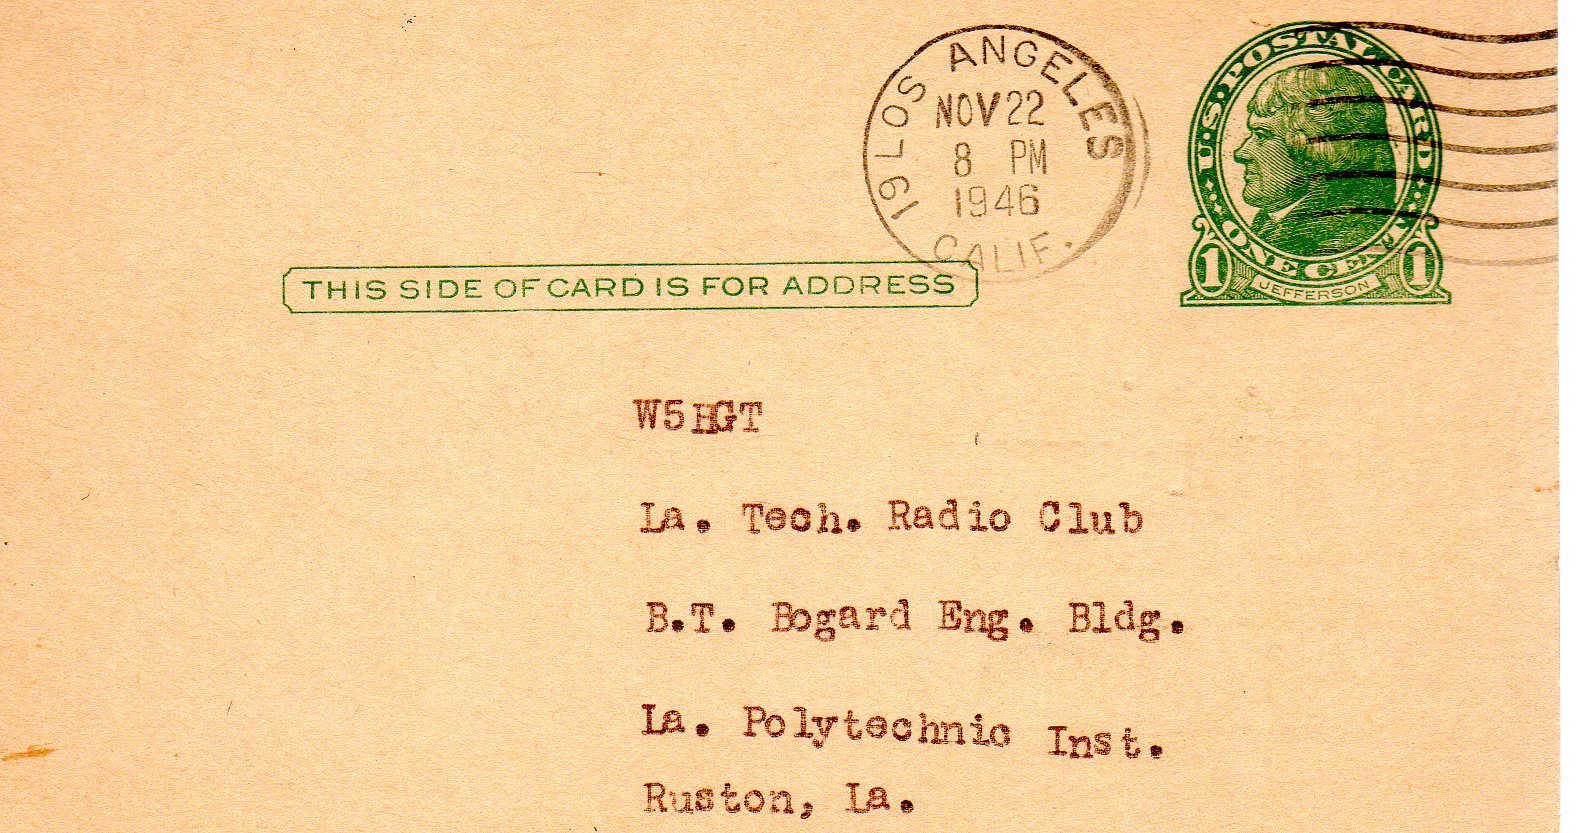 19 LOS ANGELES
NOV 22
8 PM
1946
CALIF.
U.S. POSTAL CARD
ONE CENT
1 1
JEFFERSON
THIS SIDE OF CARD IS FOR ADDRESS
W5HGT
La. Tech. Radio Club
B.T. Bogard Eng. Bldg.
La. Polytechnic Inst.
Ruston, La.